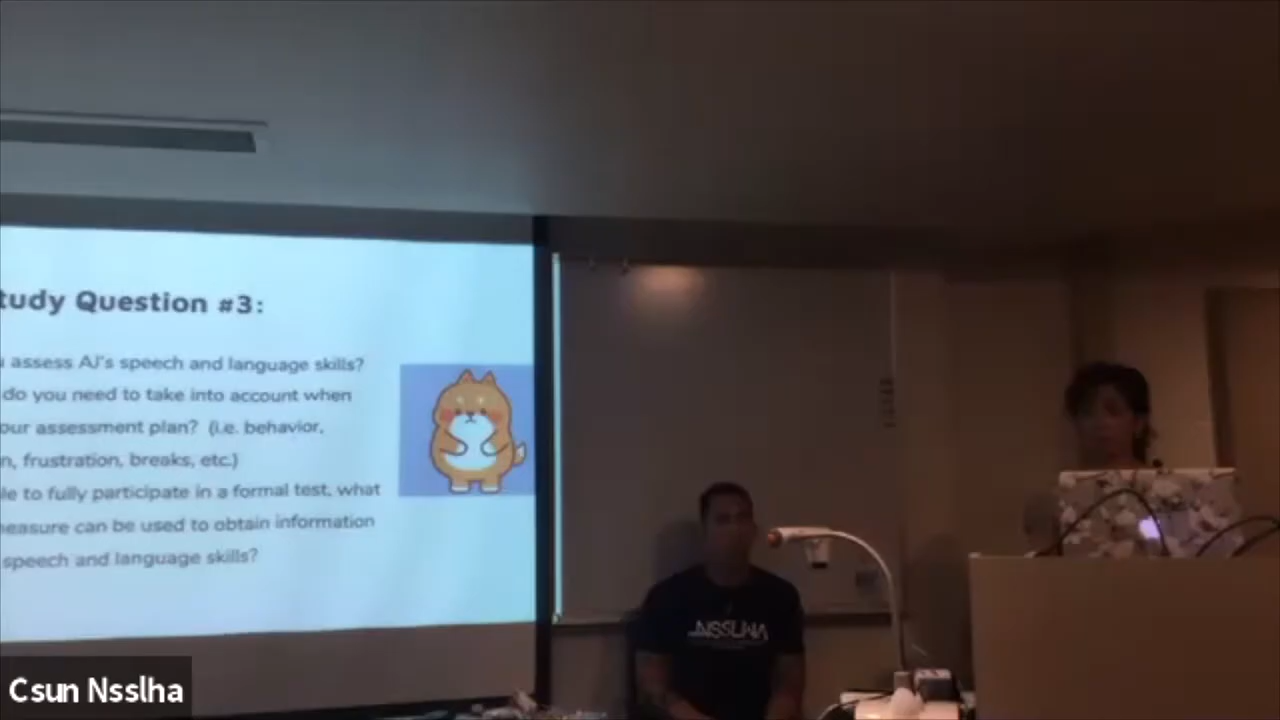 tudy Question #3:
assess AJ's speech and language skills?
do you need to take into account when
our assessment plan? (i.e. behavior,
n, frustration, breaks, etc.)
le to fully participate in a formal test, what
measure can be used to obtain information
speech and language skills?
NSSLHA
Csun Nsslha